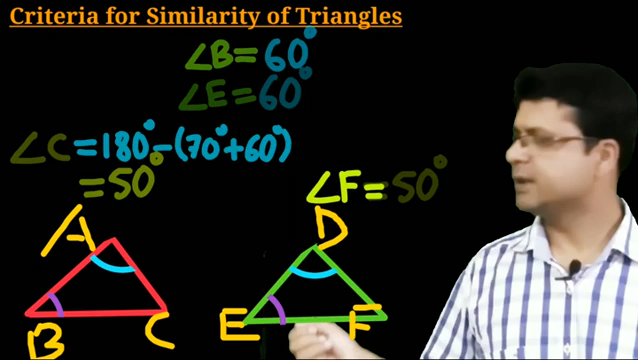 Criteria for Similarity of Triangles
∠B= 60°
∠E= 60°
∠C = 180° - (70° + 60°)
= 50°
∠F = 50°
A
D
B
C
E
F